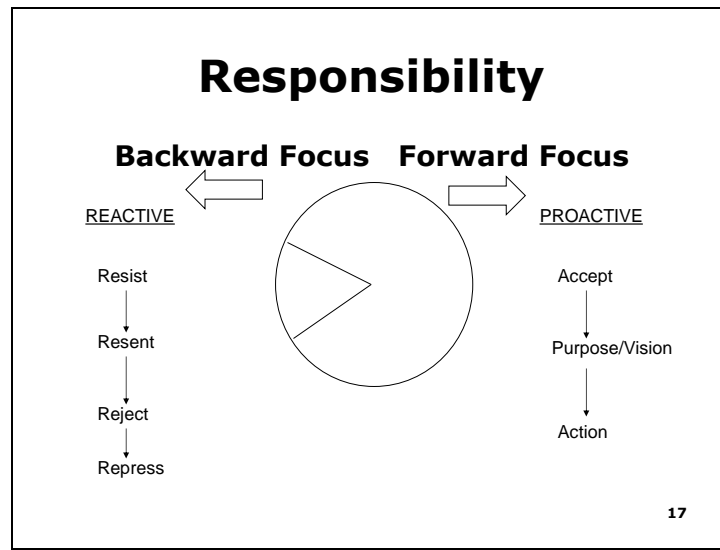 Responsibility
Backward Focus Forward Focus
REACTIVE
Resist
Resent
Reject
Repress
PROACTIVE
Accept
Purpose/Vision
Action
17